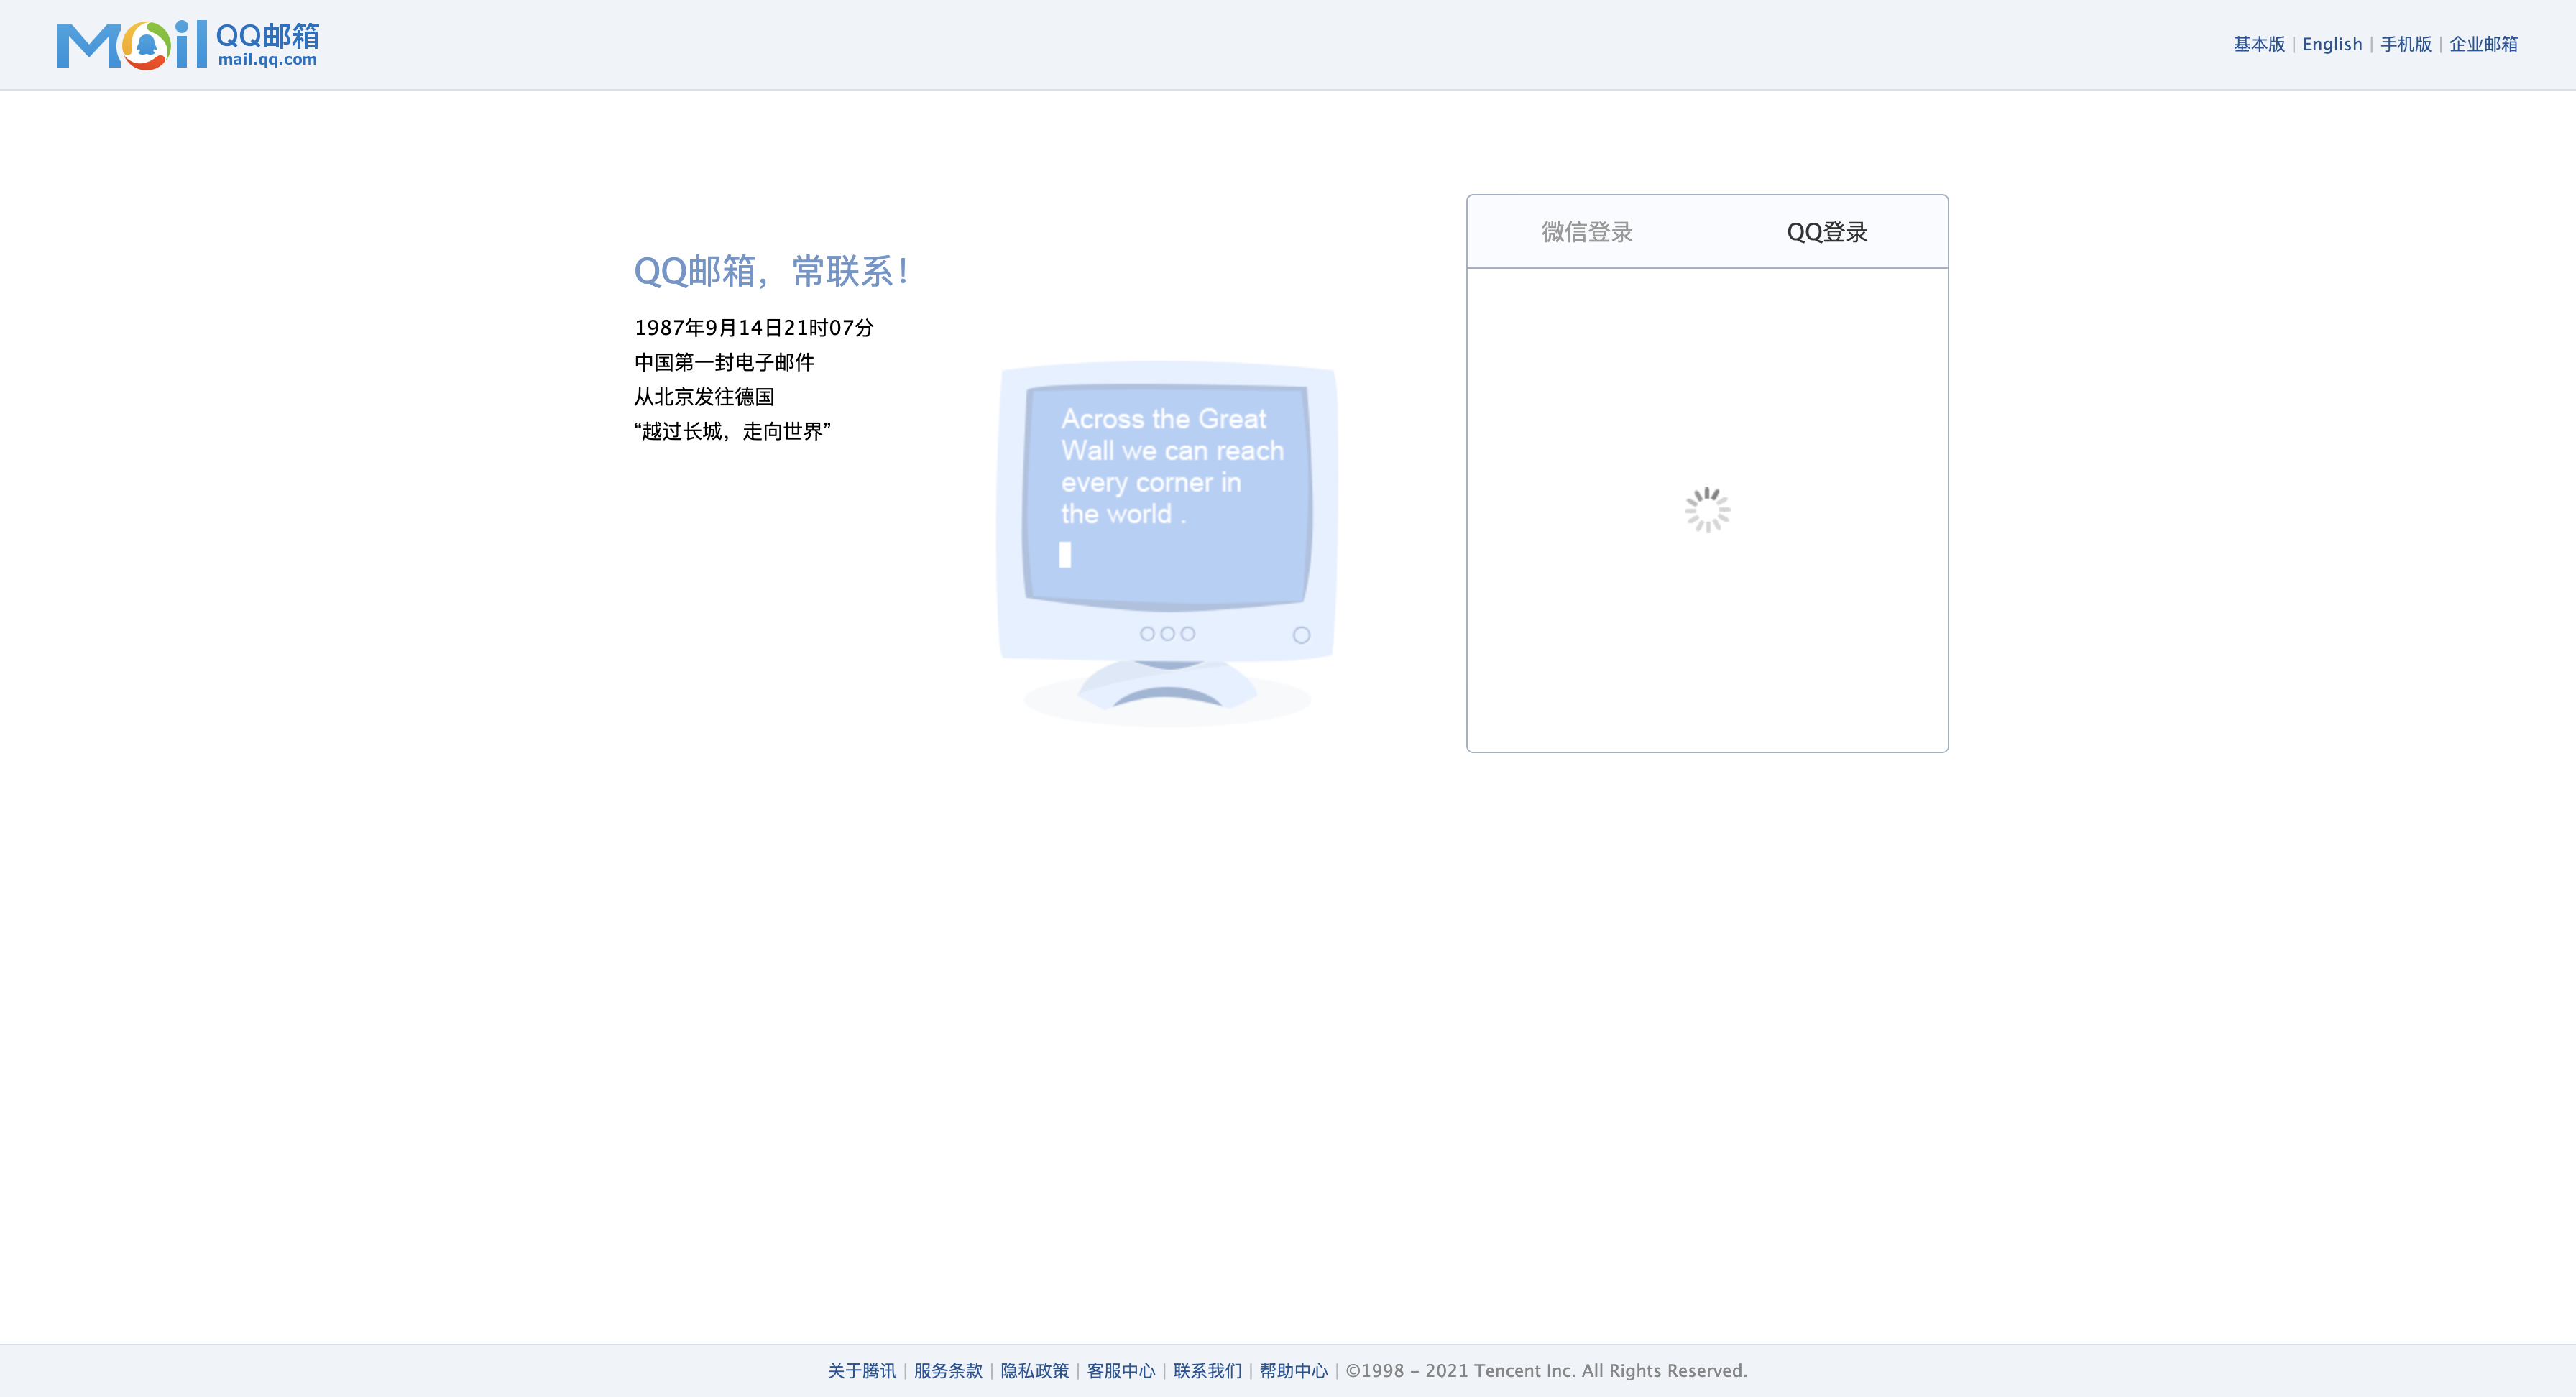 Mail QQ邮箱
mail.qq.com
基本版 | English | 手机版 | 企业邮箱
微信登录 QQ登录
QQ邮箱，常联系！
1987年9月14日21时07分
中国第一封电子邮件
从北京发往德国
“越过长城，走向世界”
Across the Great
Wall we can reach
every corner in
the world .
关于腾讯 | 服务条款 | 隐私政策 | 客服中心 | 联系我们 | 帮助中心 | ©1998 - 2021 Tencent Inc. All Rights Reserved.